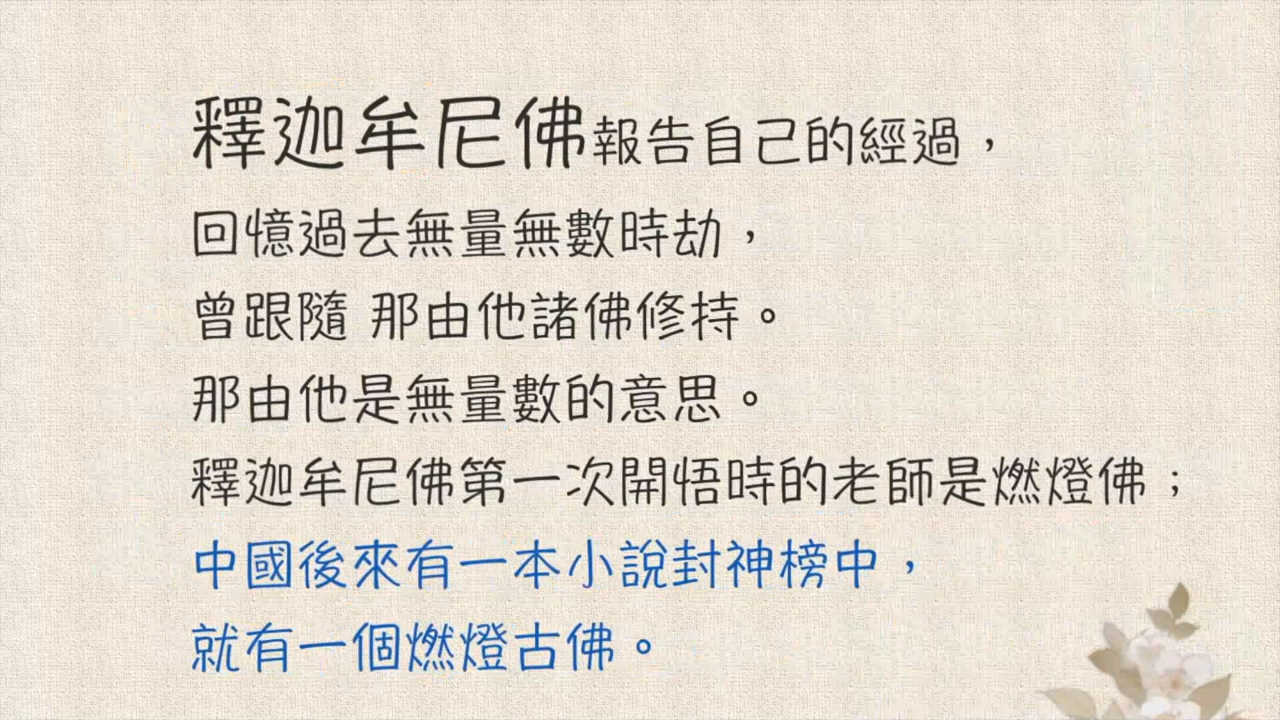 釋迦牟尼佛報告自己的經過，
回憶過去無量無數時劫，
曾跟隨 那由他諸佛修持。
那由他是無量數的意思。
釋迦牟尼佛第一次開悟時的老師是燃燈佛；
中國後來有一本小說封神榜中，
就有一個燃燈古佛。